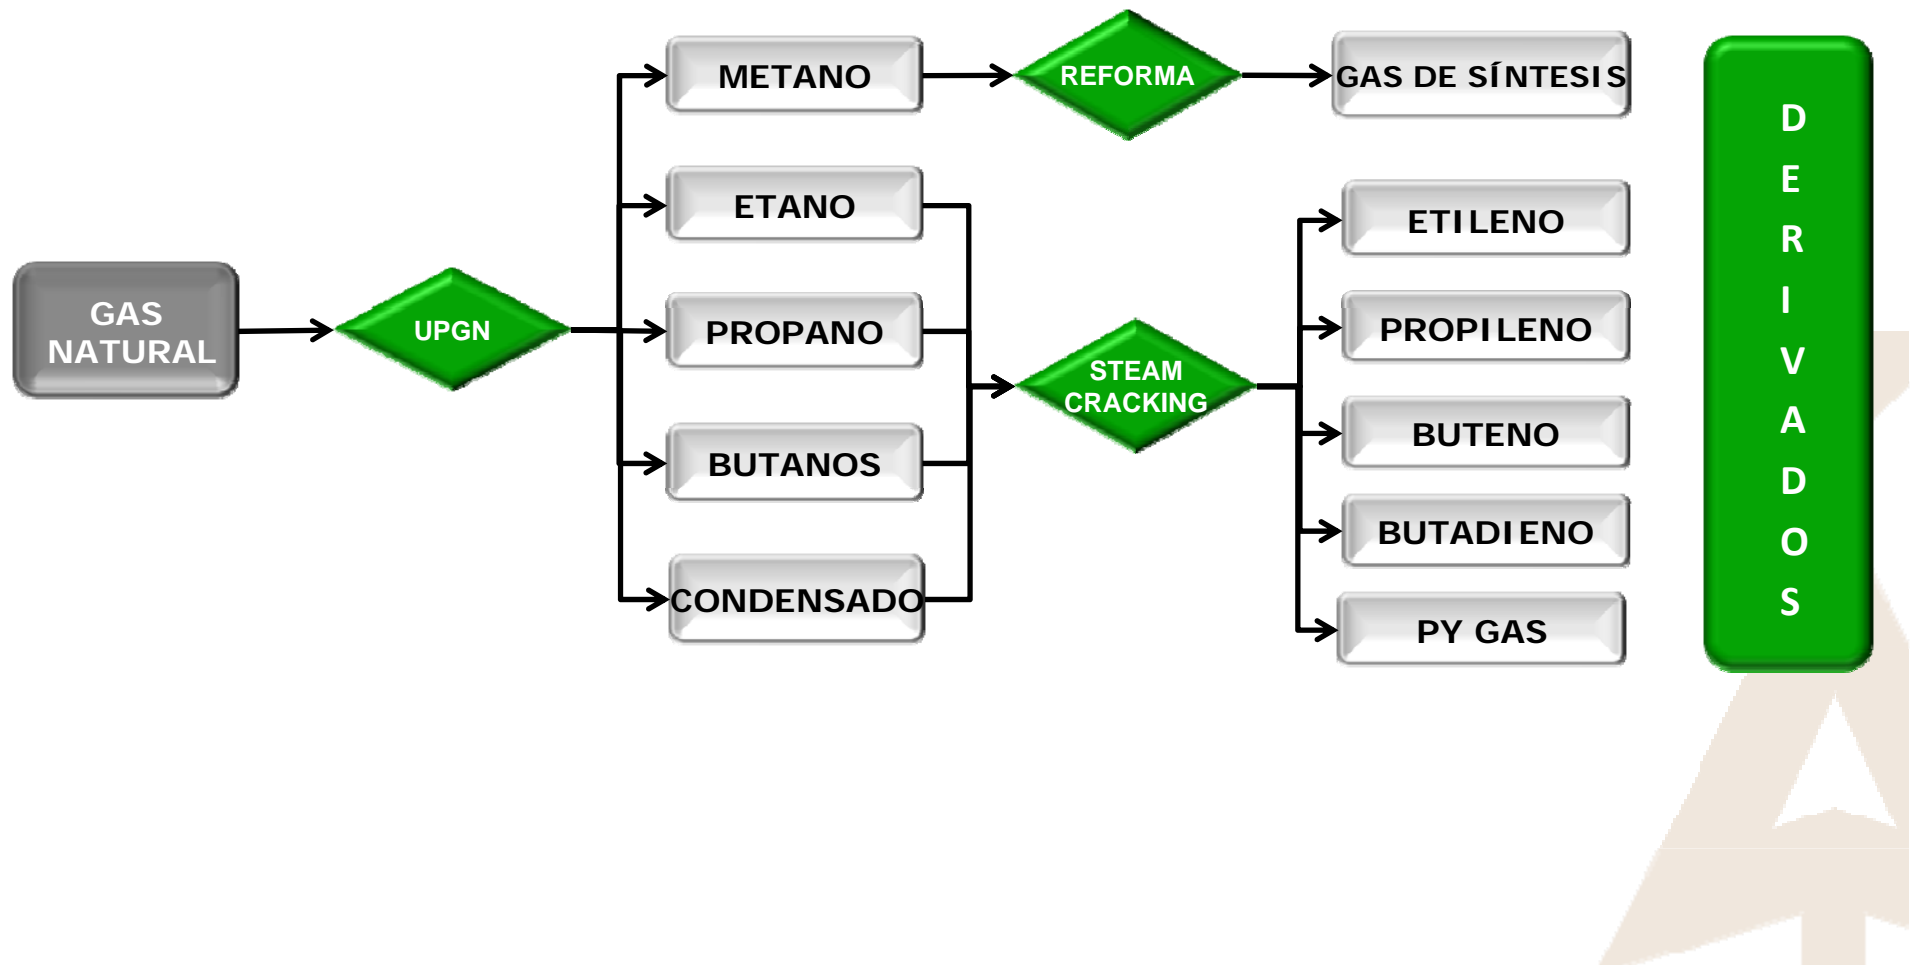 GAS
NATURAL
UPGN
METANO
ETANO
PROPANO
BUTANOS
CONDENSADO
REFORMA
STEAM
CRACKING
GAS DE SÍNTESIS
ETILENO
PROPILENO
BUTENO
BUTADIENO
PY GAS
D
E
R
I
V
A
D
O
S